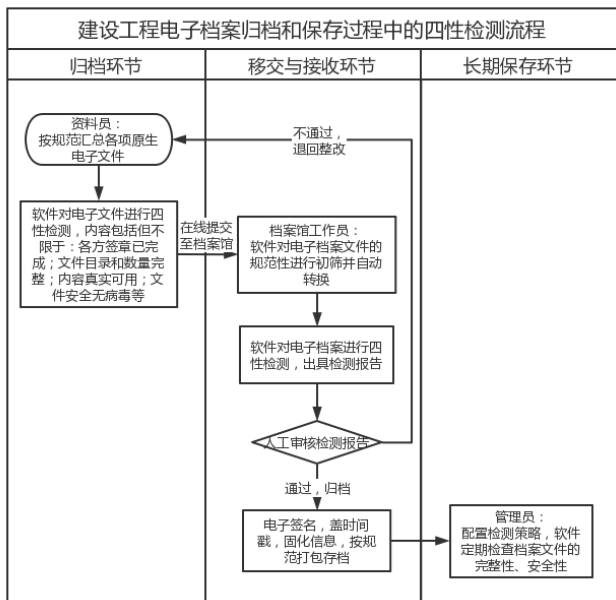 建设工程电子档案归档和保存过程中的四性检测流程
归档环节
移交与接收环节
长期保存环节
资料员：
按规范汇总各项原生
电子文件
不通过，
退回整改
软件对电子文件进行四
性检测，内容包括但不
限于：各方签章已完
成；文件目录和数量完
整；内容真实可用；文
件安全无病毒等
在线提交
至档案馆
档案馆工作员：
软件对电子档案文件的
规范性进行初筛并自动
转换
软件对电子档案进行四
性检测，出具检测报告
人工审核检测报告
通过，归档
电子签名，盖时间
戳，固化信息，按规
范打包存档
管理员：
配置检测策略，软件
定期检查档案文件的
完整性、安全性